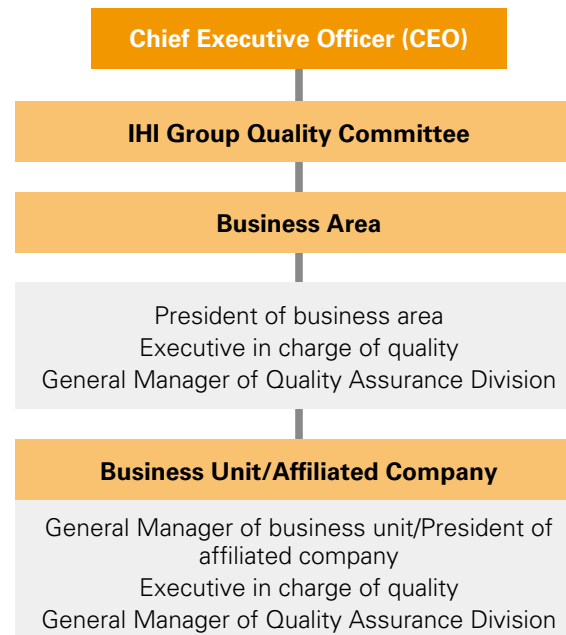 Chief Executive Officer (CEO)
IHI Group Quality Committee
Business Area
President of business area
Executive in charge of quality
General Manager of Quality Assurance Division
Business Unit/Affiliated Company
General Manager of business unit/President of
affiliated company
Executive in charge of quality
General Manager of Quality Assurance Division